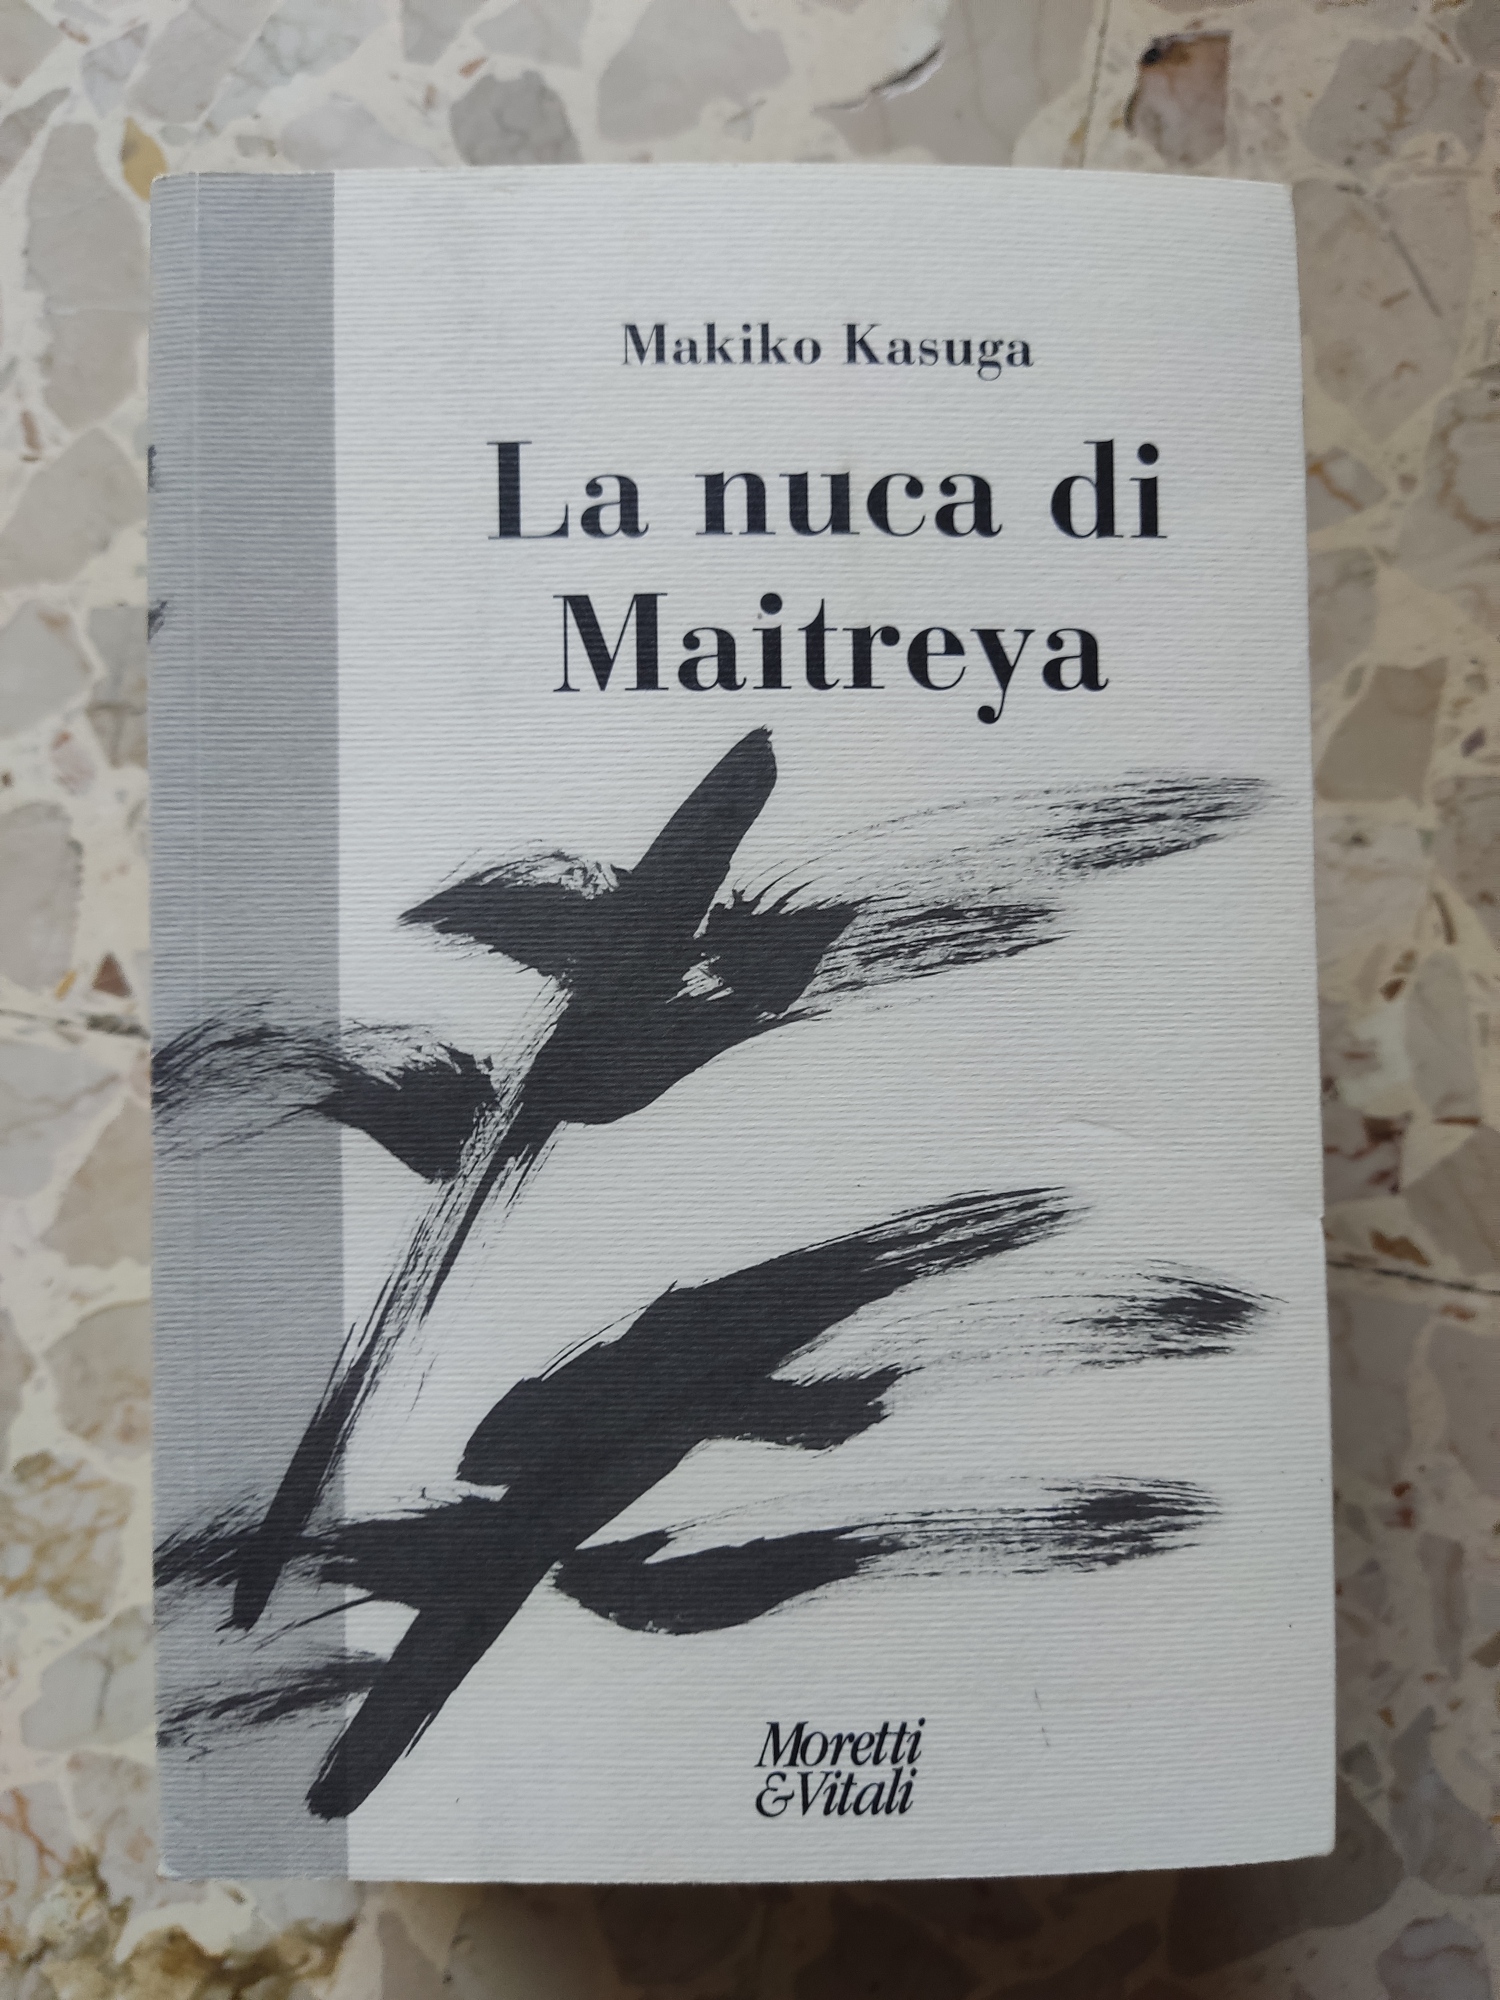 Makiko Kasuga
La nuca di
Maitreya
Moretti
&Vitali